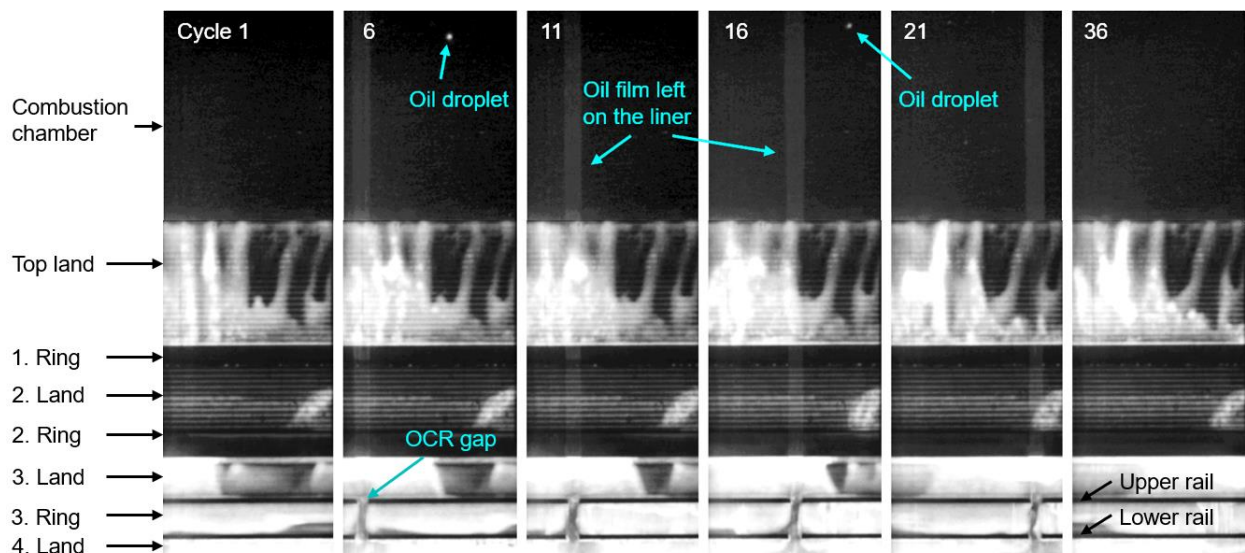 Cycle 1
6
11
16
21
36
Oil droplet
Oil film left
on the liner
Oil droplet
Combustion
chamber
Top land
1. Ring
2. Land
2. Ring
OCR gap
3. Land
Upper rail
3. Ring
Lower rail
4. Land